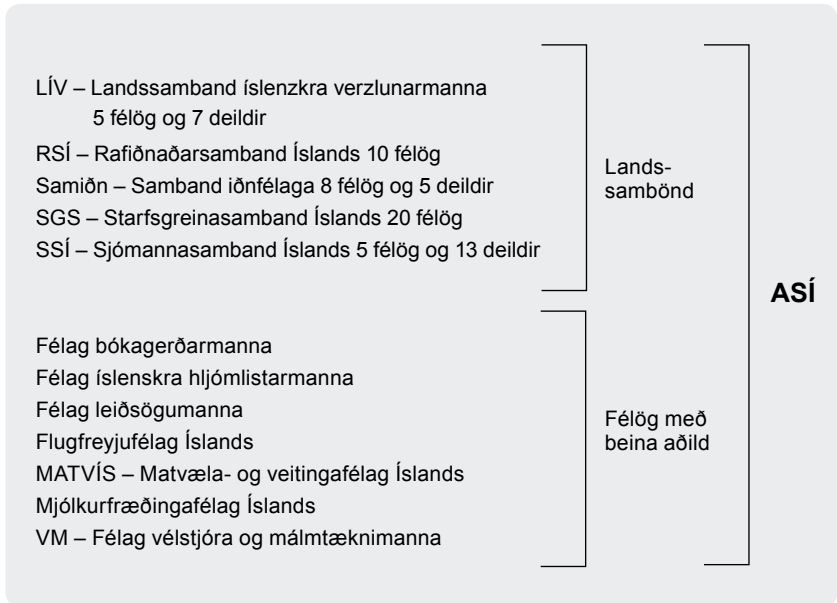 LÍV – Landssamband íslenzkra verzlunarmanna
5 félög og 7 deildir
RSÍ – Rafiðnaðarsamband Íslands 10 félög
Samiðn – Samband iðnfélaga 8 félög og 5 deildir
SGS – Starfsgreinasamband Íslands 20 félög
SSÍ – Sjómannasamband Íslands 5 félög og 13 deildir
Lands-
sambönd
Félag bókagerðarmanna
Félag íslenskra hljómlistarmanna
Félag leiðsögumanna
Flugfreyjufélag Íslands
MATVÍS – Matvæla- og veitingafélag Íslands
Mjólkurfræðingafélag Íslands
VM – Félag vélstjóra og málmtæknimanna
Félög með
beina aðild
ASÍ